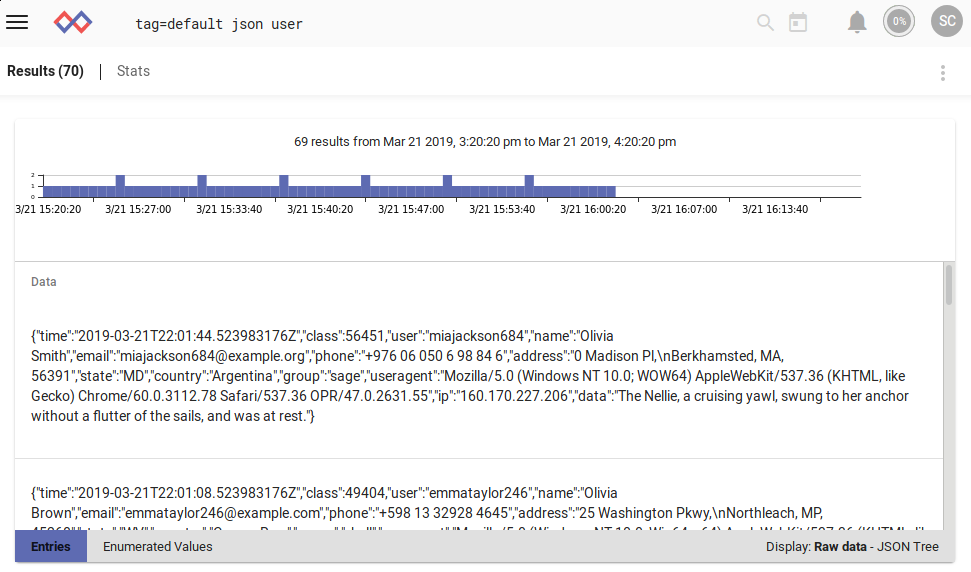 tag=default json user
0%
SC
Results (70) | Stats
69 results from Mar 21 2019, 3:20:20 pm to Mar 21 2019, 4:20:20 pm
2
1
0
3/21 15:20:20 3/21 15:27:00 3/21 15:33:40 3/21 15:40:20 3/21 15:47:00 3/21 15:53:40 3/21 16:00:20 3/21 16:07:00 3/21 16:13:40
Data
{"time":"2019-03-21T22:01:44.523983176Z","class":56451,"user":"miajackson684","name":"Olivia
Smith","email":"miajackson684@example.org","phone":"+976 06 050 6 98 84 6","address":"0 Madison Pl,\nBerkhamsted, MA,
56391","state":"MD","country":"Argentina","group":"sage","useragent":"Mozilla/5.0 (Windows NT 10.0; WOW64) AppleWebKit/537.36 (KHTML, like
Gecko) Chrome/60.0.3112.78 Safari/537.36 OPR/47.0.2631.55","ip":"160.170.227.206","data":"The Nellie, a cruising yawl, swung to her anchor
without a flutter of the sails, and was at rest."}
{"time":"2019-03-21T22:01:08.523983176Z","class":49404,"user":"emmataylor246","name":"Olivia
Brown","email":"emmataylor246@example.com","phone":"+598 13 32928 4645","address":"25 Washington Pkwy,\nNorthleach, MP,
Entries Enumerated Values Display: Raw data - JSON Tree